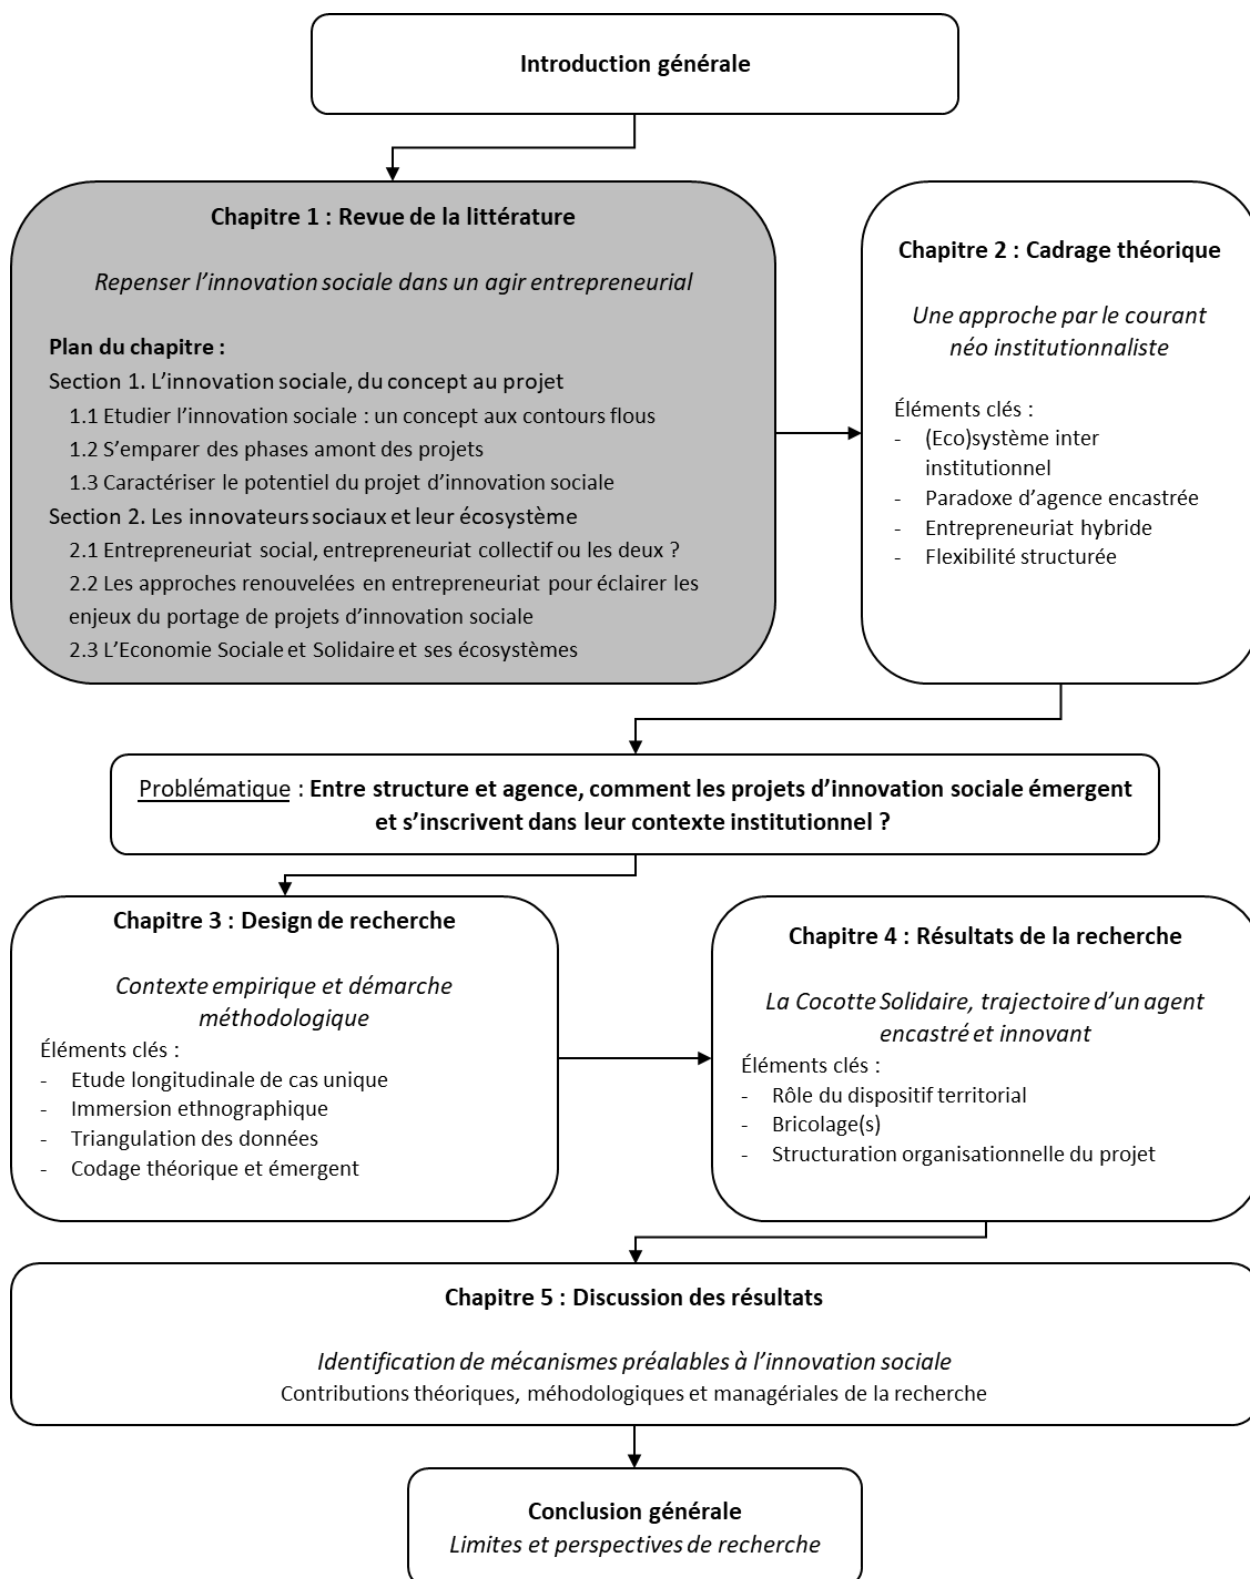 Introduction générale
Chapitre 1 : Revue de la littérature
Repenser l’innovation sociale dans un agir entrepreneurial
Plan du chapitre :
Section 1. L’innovation sociale, du concept au projet
1.1 Etudier l’innovation sociale : un concept aux contours flous
1.2 S’emparer des phases amont des projets
1.3 Caractériser le potentiel du projet d’innovation sociale
Section 2. Les innovateurs sociaux et leur écosystème
2.1 Entrepreneuriat social, entrepreneuriat collectif ou les deux ?
2.2 Les approches renouvelées en entrepreneuriat pour éclairer les
enjeux du portage de projets d’innovation sociale
2.3 L’Economie Sociale et Solidaire et ses écosystèmes
Chapitre 2 : Cadrage théorique
Une approche par le courant
néo institutionnaliste
Éléments clés :
- (Eco)système inter
institutionnel
- Paradoxe d’agence encastrée
- Entrepreneuriat hybride
- Flexibilité structurée
Problématique : Entre structure et agence, comment les projets d’innovation sociale émergent
et s’inscrivent dans leur contexte institutionnel ?
Chapitre 3 : Design de recherche
Contexte empirique et démarche
méthodologique
Éléments clés :
- Etude longitudinale de cas unique
- Immersion ethnographique
- Triangulation des données
- Codage théorique et émergent
Chapitre 4 : Résultats de la recherche
La Cocotte Solidaire, trajectoire d’un agent
encastré et innovant
Éléments clés :
- Rôle du dispositif territorial
- Bricolage(s)
- Structuration organisationnelle du projet
Chapitre 5 : Discussion des résultats
Identification de mécanismes préalables à l’innovation sociale
Contributions théoriques, méhodologiques et managériales de la recherche
Conclusion générale
Limites et perspectives de recherche